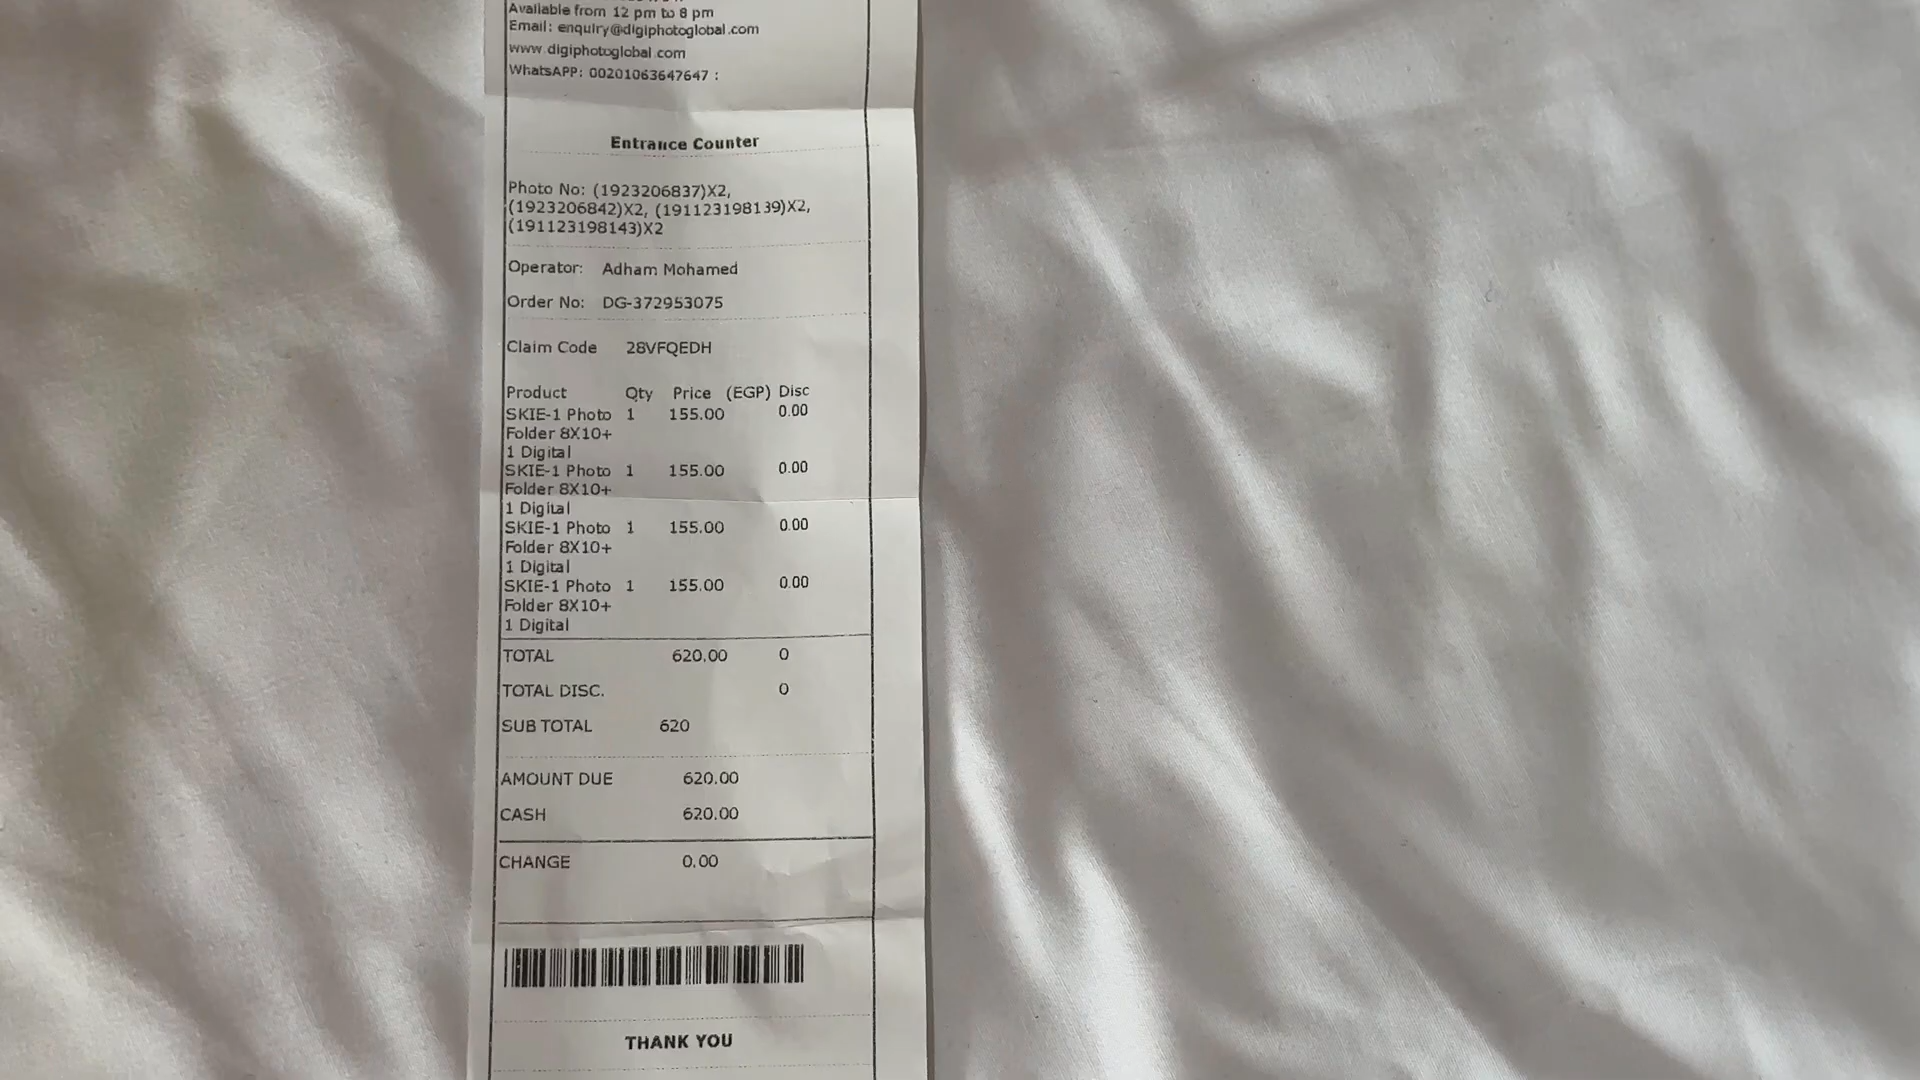 Available from 12 pm to 8 pm
Email: enquiry@digiphotoglobal.com
www.digiphotoglobal.com
WhatsAPP: 00201063647647 :
Entrance Counter
Photo No: (1923206837)X2,
(1923206842)X2, (191123198139)X2,
(191123198143)X2
Operator: Adham Mohamed
Order No: DG-372953075
Claim Code 28VFQEDH
Product Qty Price (EGP) Disc
SKIE-1 Photo 1 155.00 0.00
Folder 8X10+
1 Digital
SKIE-1 Photo 1 155.00 0.00
Folder 8X10+
1 Digital
SKIE-1 Photo 1 155.00 0.00
Folder 8X10+
1 Digital
SKIE-1 Photo 1 155.00 0.00
Folder 8X10+
1 Digital
TOTAL 620.00 0
TOTAL DISC. 0
SUB TOTAL 620
AMOUNT DUE 620.00
CASH 620.00
CHANGE 0.00
THANK YOU